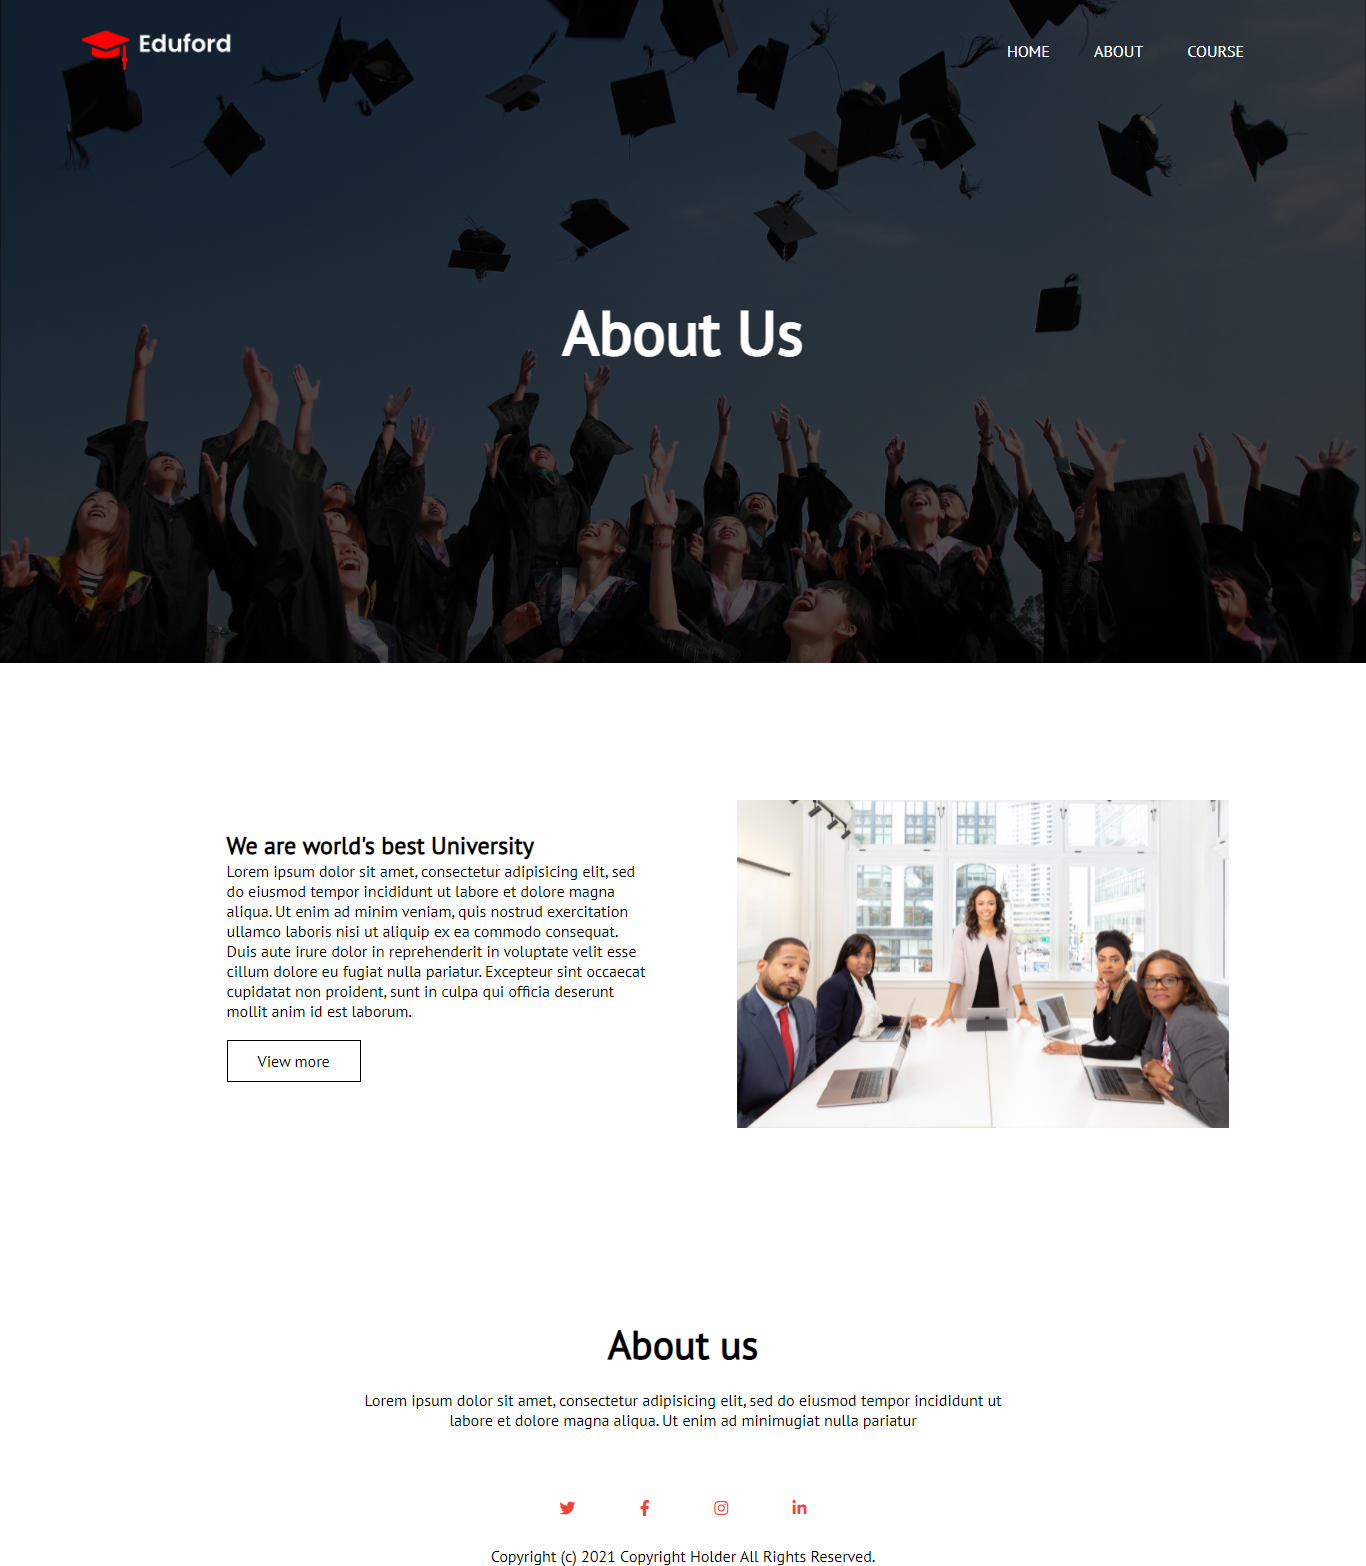 Eduford
HOME ABOUT COURSE
About Us
We are world's best University
Lorem ipsum dolor sit amet, consectetur adipisicing elit, sed
do eiusmod tempor incididunt ut labore et dolore magna
aliqua. Ut enim ad minim veniam, quis nostrud exercitation
ullamco laboris nisi ut aliquip ex ea commodo consequat.
Duis aute irure dolor in reprehenderit in voluptate velit esse
cillum dolore eu fugiat nulla pariatur. Excepteur sint occaecat
cupidatat non proident, sunt in culpa qui officia deserunt
mollit anim id est laborum.
View more
About us
Lorem ipsum dolor sit amet, consectetur adipisicing elit, sed do eiusmod tempor incididunt ut
labore et dolore magna aliqua. Ut enim ad minimugiat nulla pariatur
Copyright (c) 2021 Copyright Holder All Rights Reserved.